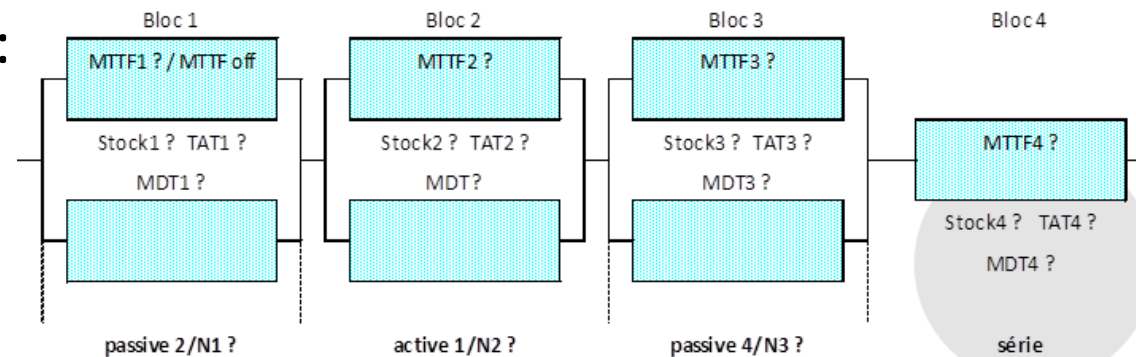 Bloc 1
Bloc 2
Bloc 3
Bloc 4
:
MTTF1 ? / MTTF off
MTTF2 ?
MTTF3 ?
MTTF4 ?
Stock1 ? TAT1 ?
Stock2 ? TAT2 ?
Stock3 ? TAT3 ?
Stock4 ? TAT4 ?
MDT1 ?
MDT?
MDT3 ?
MDT4 ?
passive 2/N1 ?
active 1/N2 ?
passive 4/N3 ?
série